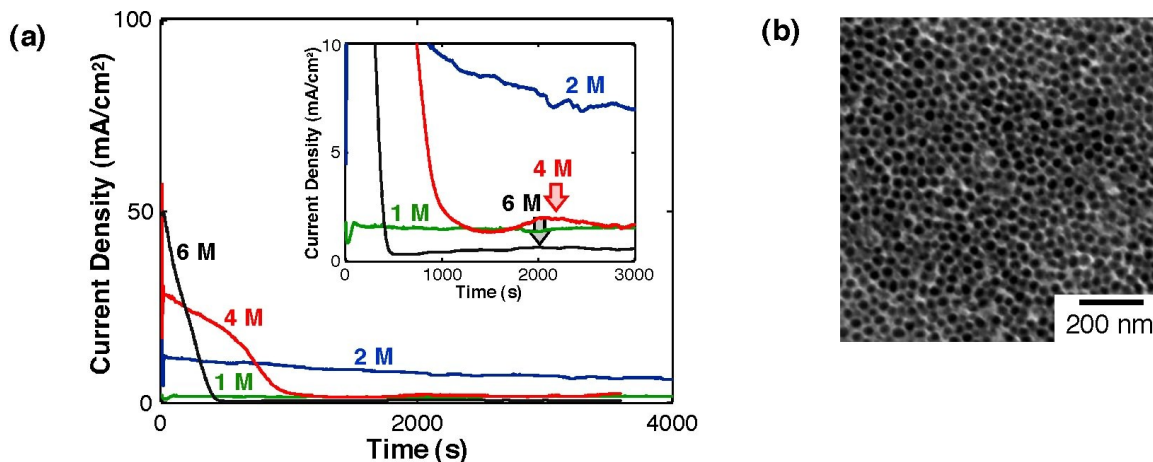 (a)
Current Density (mA/cm²)
100
50
0
6 M
4 M
2 M
1 M
0
2000
4000
Time (s)
Current Density (mA/cm²)
10
5
0
2 M
4 M
6 M
1 M
0
1000
2000
3000
Time (s)
(b)
200 nm